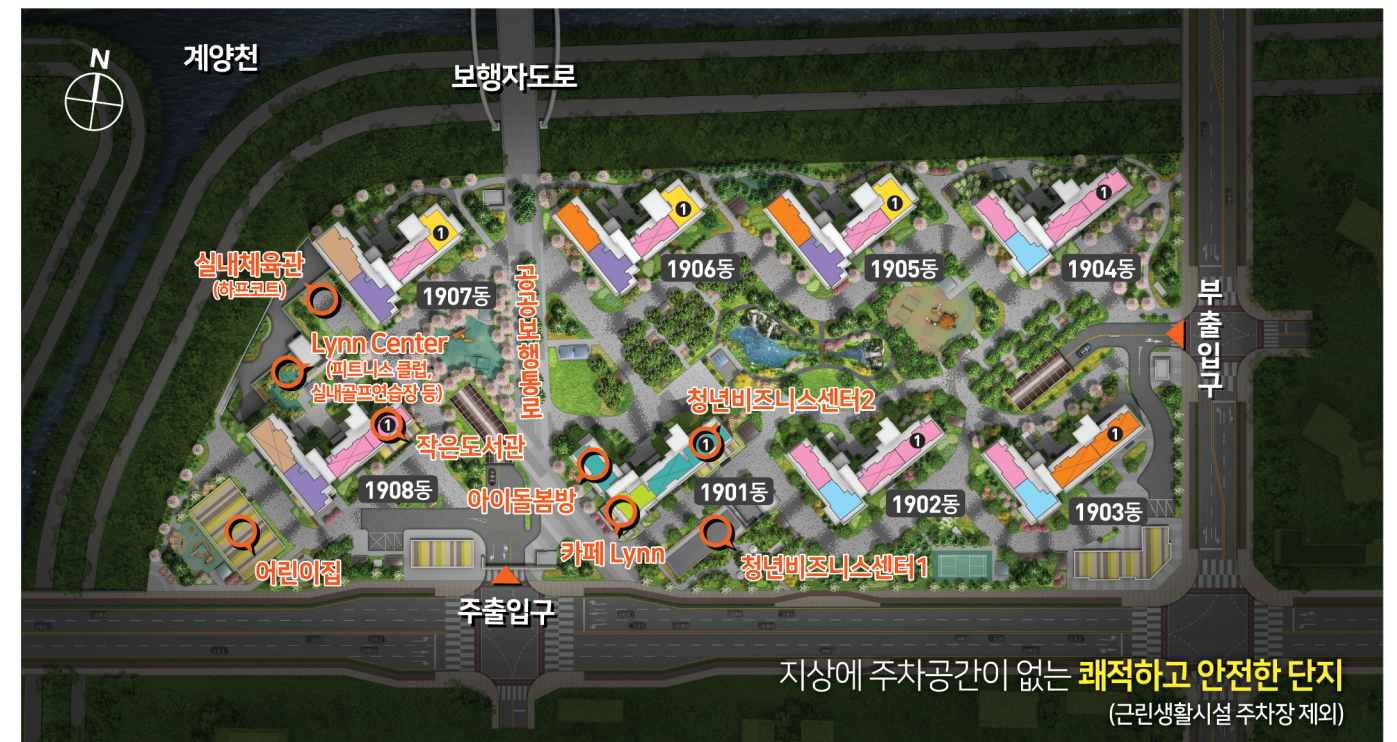 계양천
N
보행자도로
실내체육관
(하프코트)
1907동
공공보행통로
1906동
1905동
1904동
부출입구
Lynn Center
(피트니스 클럽,
실내골프연습장 등)
작은도서관
1908동
아이돌봄방
청년비즈니스센터2
1901동
1902동
1903동
어린이집
카페 Lynn
청년비즈니스센터1
주출입구
1
1
1
1
1
1
1
1
지상에 주차공간이 없는 쾌적하고 안전한 단지
(근린생활시설 주차장 제외)